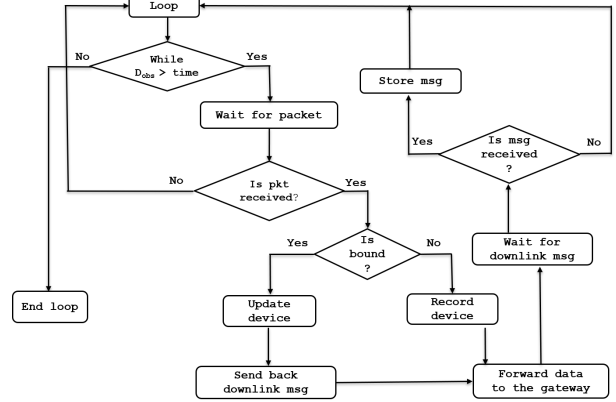 Loop
No
While
D_obs > time
Yes
Store msg
Wait for packet
Yes
Is msg
received
?
No
No
Is pkt
received?
Yes
Yes
Is
bound
?
No
Wait for
downlink msg
End loop
Update
device
Record
device
Send back
downlink msg
Forward data
to the gateway